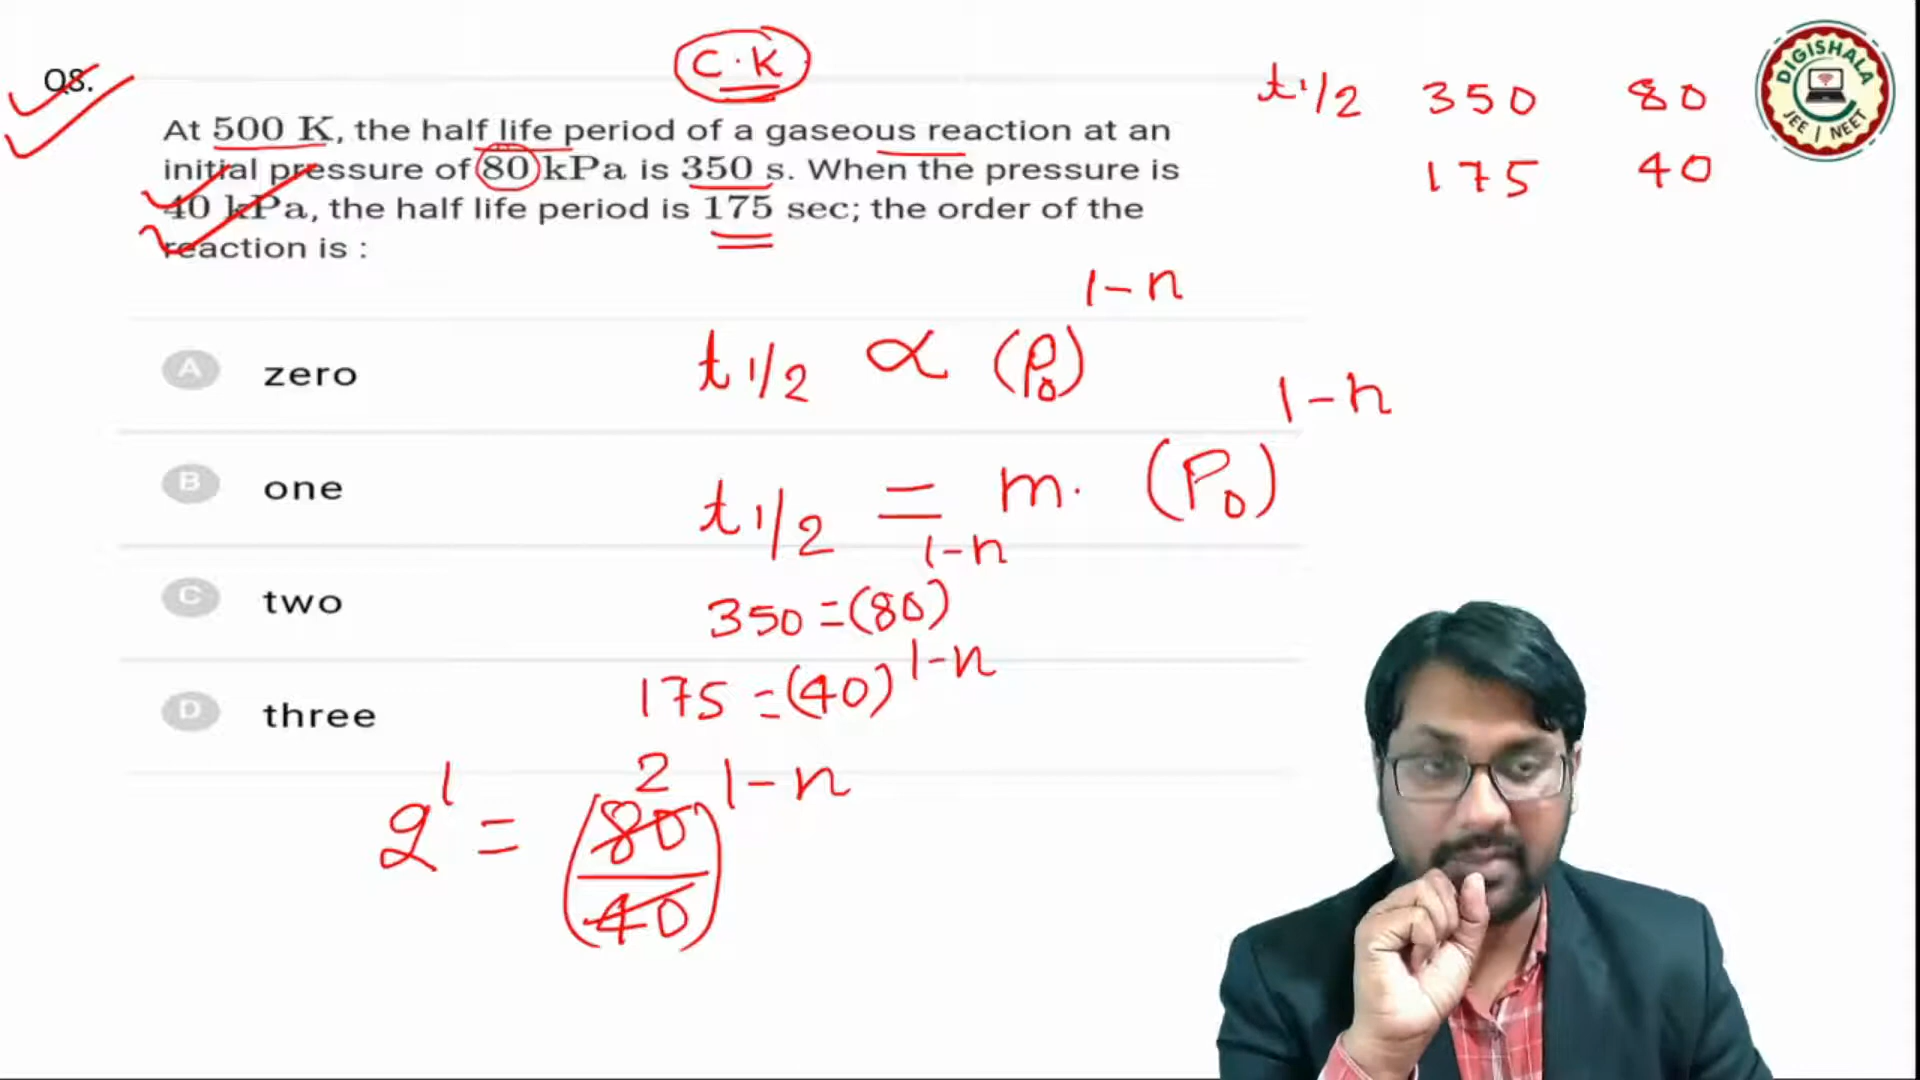 C.K
Q8.
At 500 K, the half life period of a gaseous reaction at an
initial pressure of 80 kPa is 350 s. When the pressure is
40 kPa, the half life period is 175 sec; the order of the
reaction is :
t1/2 350 80
175 40
DIGISHALA
JEE | NEET
A zero
B one
C two
D three
t1/2 ∝ (P₀)^1-n
t1/2 = m. (P₀)^1-n
350 = (80)^1-n
175 = (40)^1-n
2^1 = (80/40)^1-n
2